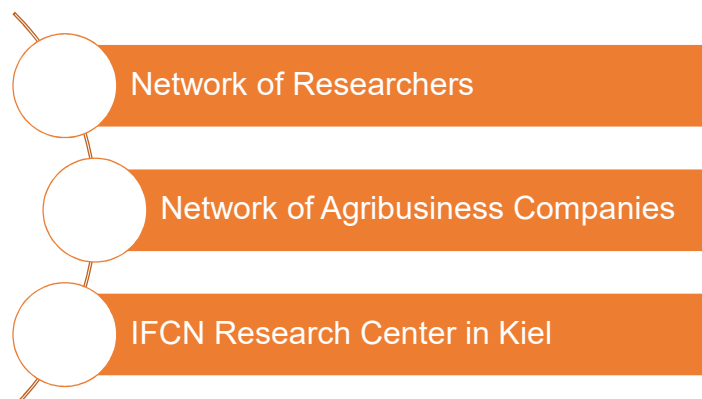 Network of Researchers
Network of Agribusiness Companies
IFCN Research Center in Kiel